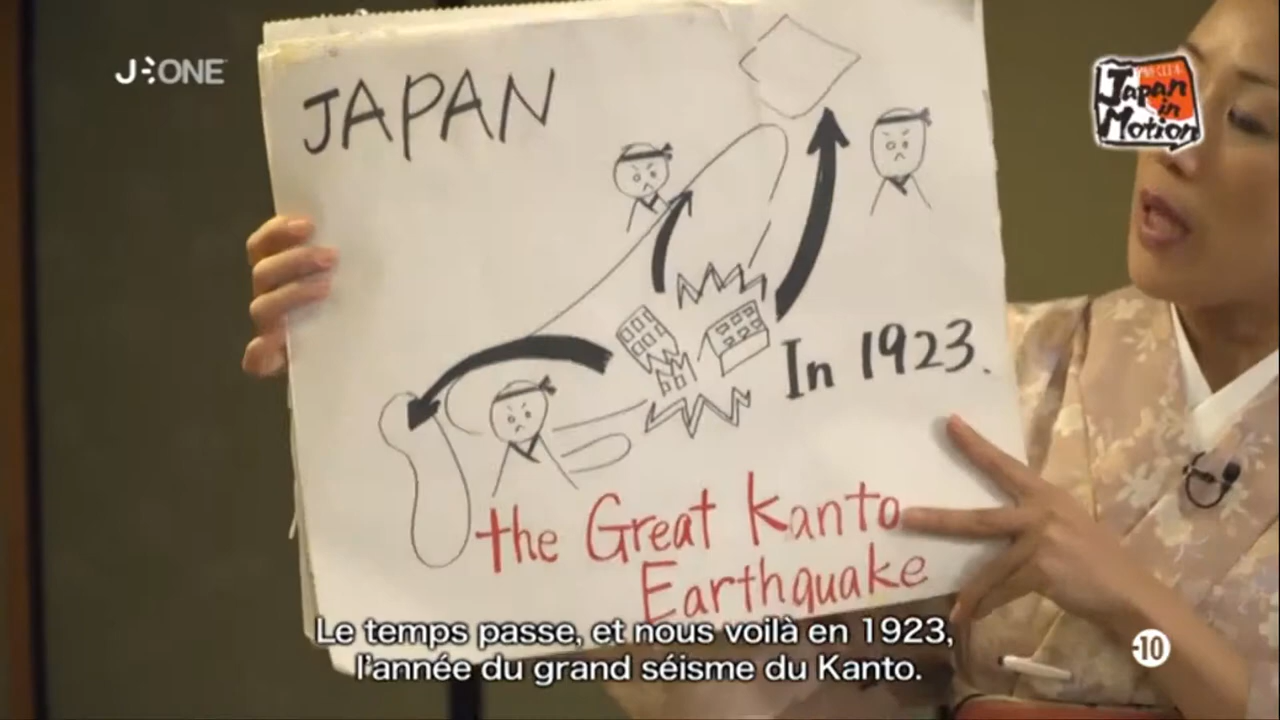 J:ONE
Japan
in
Motion
JAPAN
In 1923.
the Great Kanto
Earthquake
Le temps passe, et nous voilà en 1923,
l'année du grand séisme du Kanto.
-10